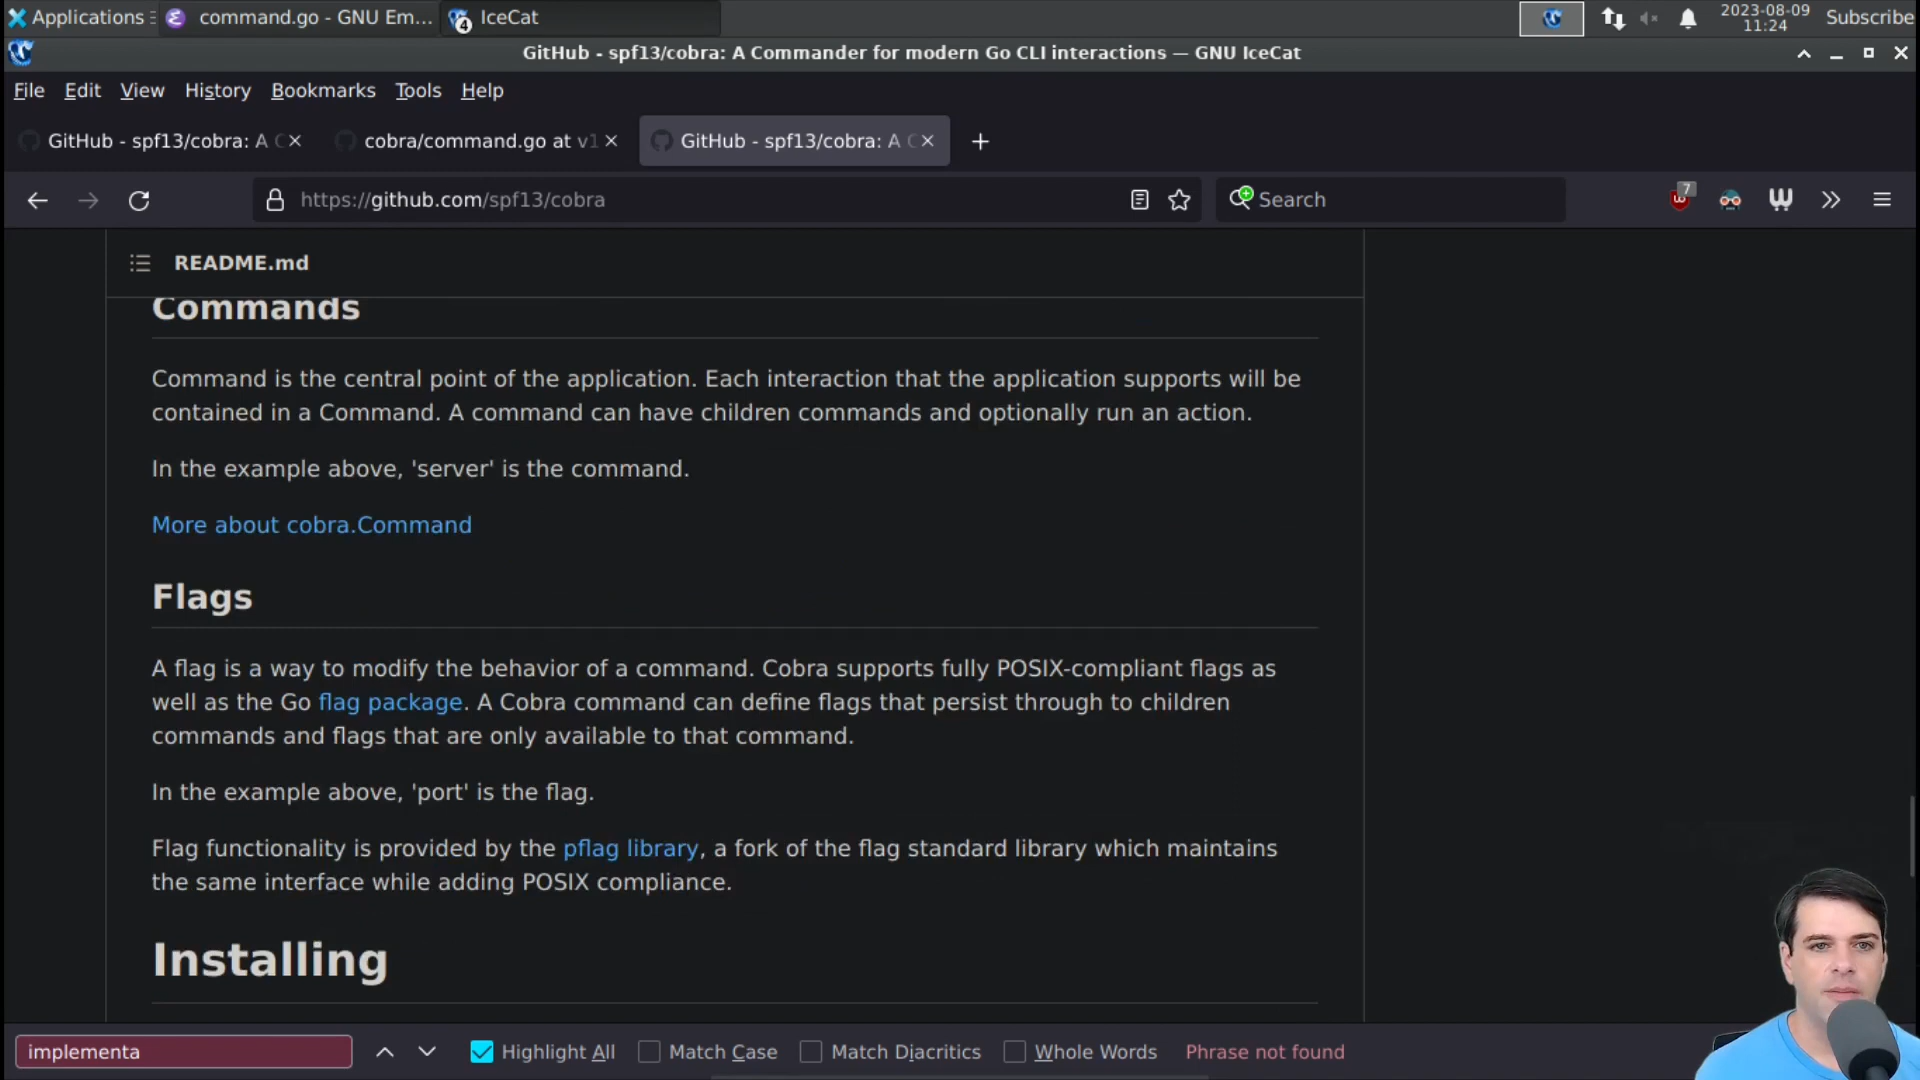 Applications
command.go - GNU Em...
4
IceCat
2023-08-09
11:24
Subscribe
GitHub - spf13/cobra: A Commander for modern Go CLI interactions — GNU IceCat
File Edit View History Bookmarks Tools Help
GitHub - spf13/cobra: A C
cobra/command.go at v1
GitHub - spf13/cobra: A C
https://github.com/spf13/cobra
Search
7
README.md
Commands
Command is the central point of the application. Each interaction that the application supports will be
contained in a Command. A command can have children commands and optionally run an action.
In the example above, 'server' is the command.
More about cobra.Command
Flags
A flag is a way to modify the behavior of a command. Cobra supports fully POSIX-compliant flags as
well as the Go flag package. A Cobra command can define flags that persist through to children
commands and flags that are only available to that command.
In the example above, 'port' is the flag.
Flag functionality is provided by the pflag library, a fork of the flag standard library which maintains
the same interface while adding POSIX compliance.
Installing
implementa
Highlight All
Match Case
Match Diacritics
Whole Words
Phrase not found